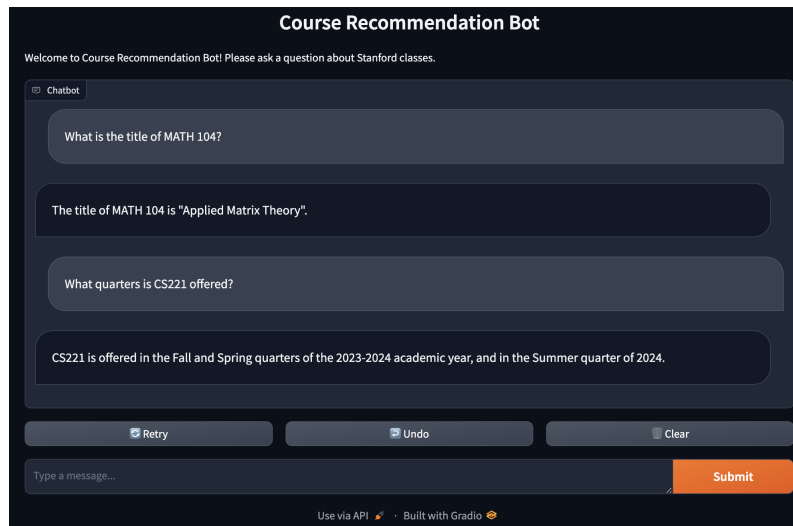 Course Recommendation Bot
Welcome to Course Recommendation Bot! Please ask a question about Stanford classes.
Chatbot
What is the title of MATH 104?
The title of MATH 104 is "Applied Matrix Theory".
What quarters is CS221 offered?
CS221 is offered in the Fall and Spring quarters of the 2023-2024 academic year, and in the Summer quarter of 2024.
Retry
Undo
Clear
Type a message...
Submit
Use via API · Built with Gradio